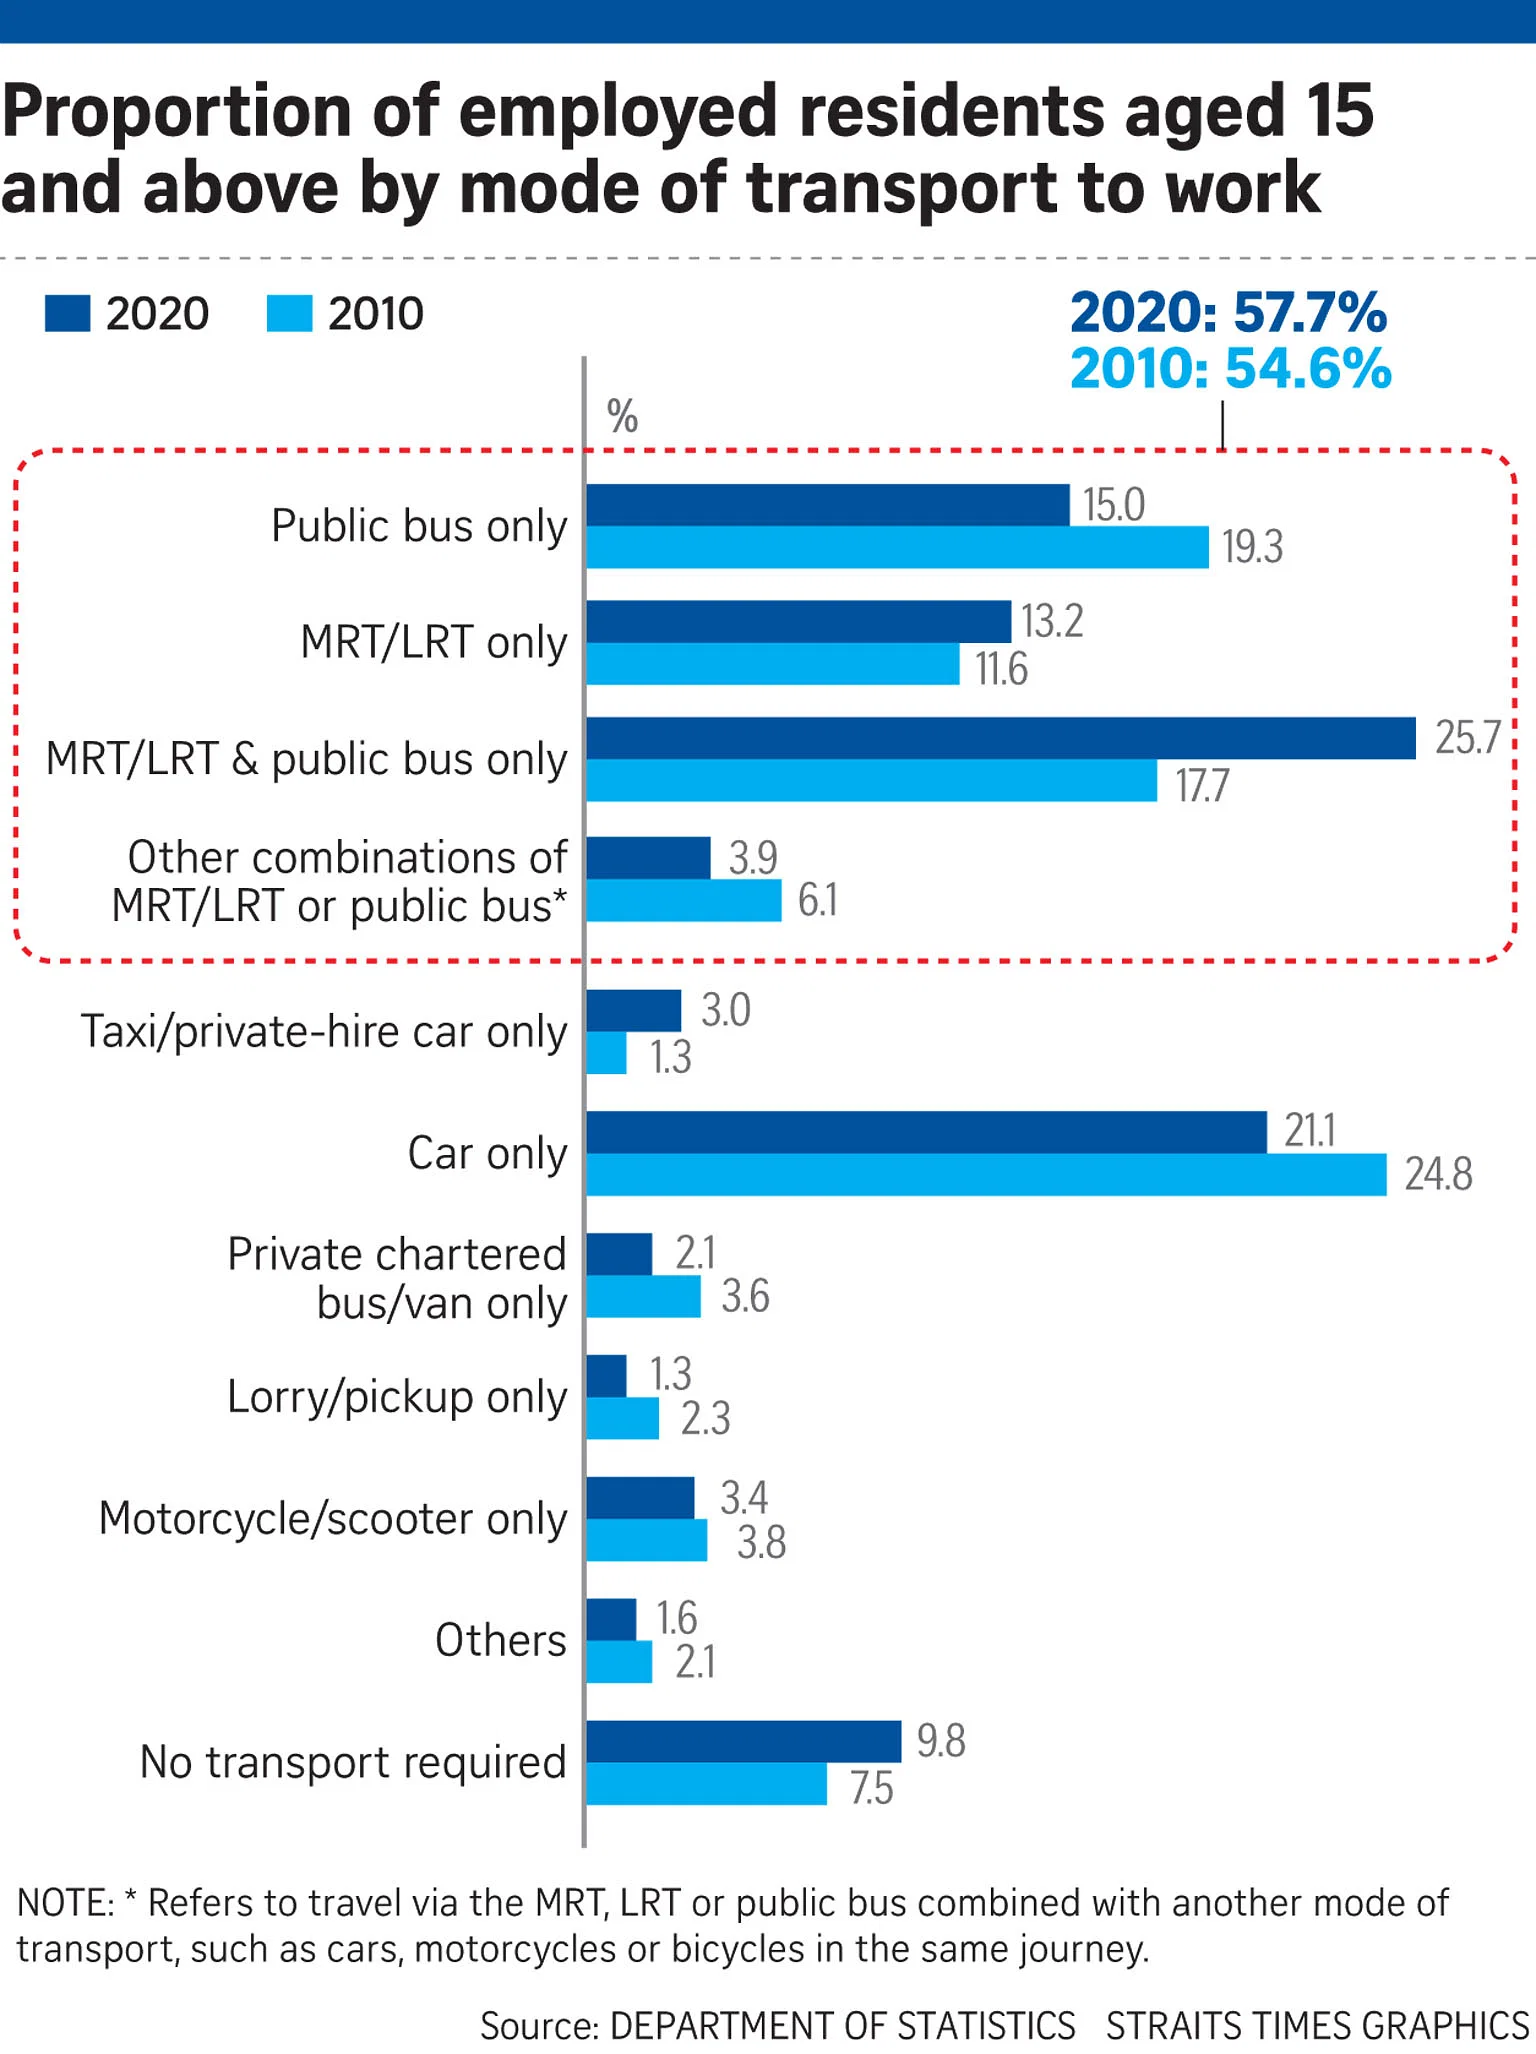 Proportion of employed residents aged 15
and above by mode of transport to work
2020 2010
2020: 57.7%
2010: 54.6%
%
Public bus only
15.0
19.3
MRT/LRT only
13.2
11.6
MRT/LRT & public bus only
25.7
17.7
Other combinations of
MRT/LRT or public bus*
3.9
6.1
Taxi/private-hire car only
3.0
1.3
Car only
21.1
24.8
Private chartered
bus/van only
2.1
3.6
Lorry/pickup only
1.3
2.3
Motorcycle/scooter only
3.4
3.8
Others
1.6
2.1
No transport required
9.8
7.5
NOTE: * Refers to travel via the MRT, LRT or public bus combined with another mode of
transport, such as cars, motorcycles or bicycles in the same journey.
Source: DEPARTMENT OF STATISTICS STRAITS TIMES GRAPHICS